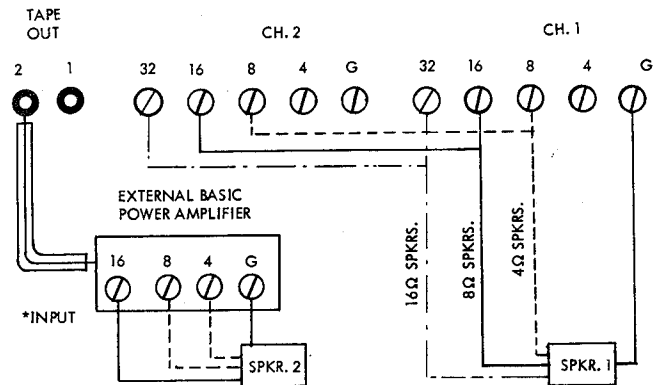 TAPE
OUT
CH. 2
CH. 1
2
1
32
16
8
4
G
32
16
8
4
G
EXTERNAL BASIC
POWER AMPLIFIER
16
8
4
G
*INPUT
16Ω SPKRS.
8Ω SPKRS.
4Ω SPKRS.
SPKR. 2
SPKR. 1